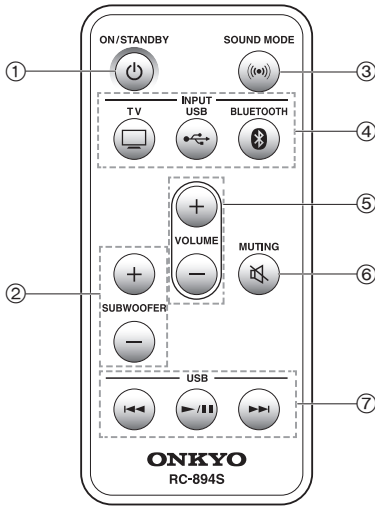 ON/STANDBY SOUND MODE
① ③
INPUT
TV USB BLUETOOTH
④
⑤
VOLUME MUTING
② ⑥
SUBWOOFER
USB
⑦
ONKYO
RC-894S